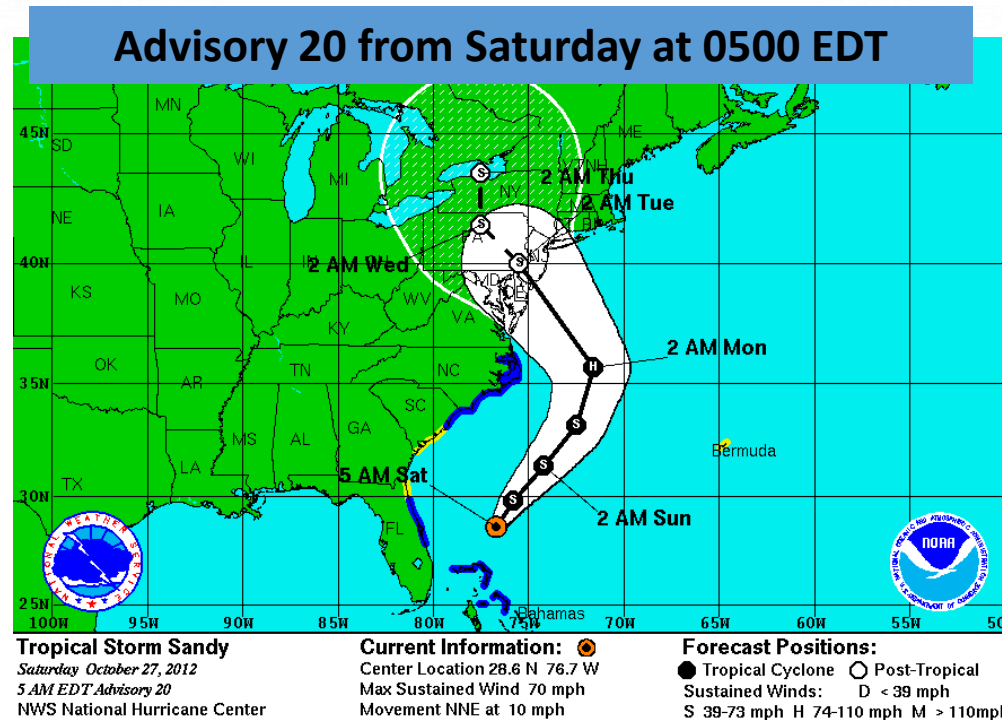 Advisory 20 from Saturday at 0500 EDT
MN
ME
45N
SD
WI
VT NH
MI
S
2 AM Thu
NY
M
2 AM Tue
NE
IA
S
CT RI
A
NJ
2 AM Wed
S
40N
IL
MD
DE
KS
MO
WV
VA
KY
2 AM Mon
H
OK
TN
NC
35N
AR
SC
S
MS
AL
GA
Bermuda
LA
5 AM Sat
S
TX
30N
S
2 AM Sun
FL
NATIONAL WEATHER SERVICE
NOAA
25N
Bahamas
100W 95W 90W 85W 80W 75W 70W 65W 60W 55W 50
Tropical Storm Sandy
Saturday October 27, 2012
5 AM EDT Advisory 20
NWS National Hurricane Center
Current Information:
Center Location 28.6 N 76.7 W
Max Sustained Wind 70 mph
Movement NNE at 10 mph
Forecast Positions:
Tropical Cyclone Post-Tropical
Sustained Winds: D < 39 mph
S 39-73 mph H 74-110 mph M > 110mph